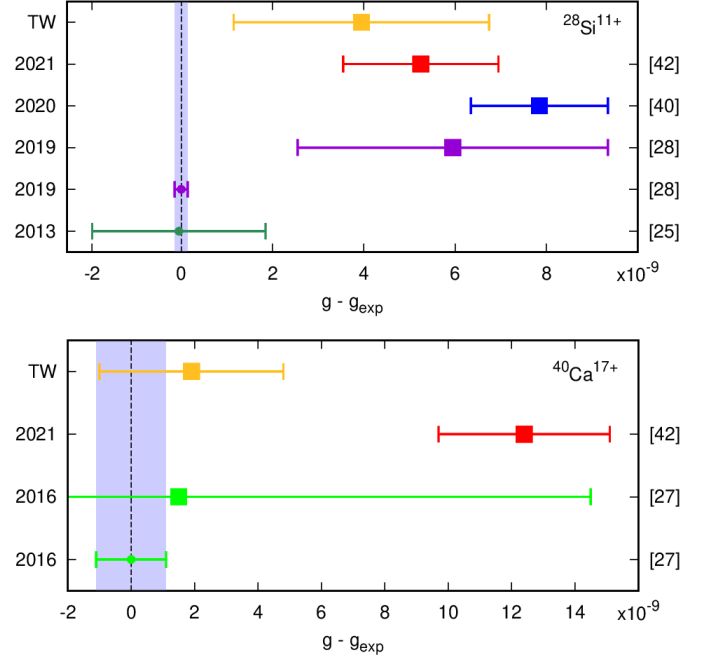 TW
²⁸Si¹¹⁺
2021 [42]
2020 [40]
2019 [28]
2019 [28]
2013 [25]
-2 0 2 4 6 8 x10⁻⁹
g - gₑₓₚ
TW
⁴⁰Ca¹⁷⁺
2021 [42]
2016 [27]
2016 [27]
-2 0 2 4 6 8 10 12 14 x10⁻⁹
g - gₑₓₚ